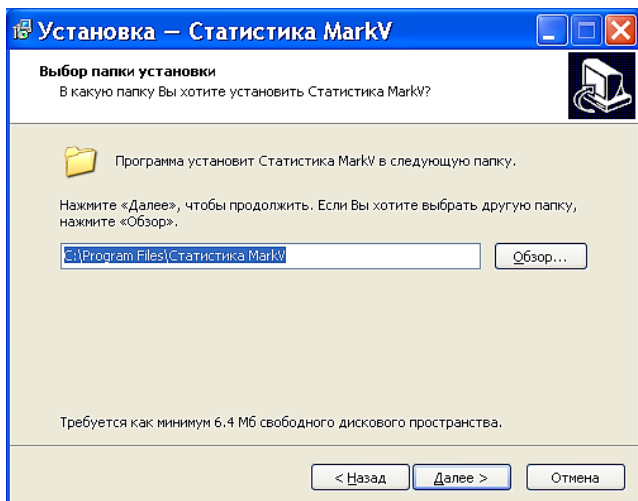 Установка — Статистика MarkV
Выбор папки установки
В какую папку Вы хотите установить Статистика MarkV?
Программа установит Статистика MarkV в следующую папку.
Нажмите «Далее», чтобы продолжить. Если Вы хотите выбрать другую папку,
нажмите «Обзор».
C:\Program Files\Статистика MarkV
Обзор...
Требуется как минимум 6.4 Мб свободного дискового пространства.
< Назад
Далее >
Отмена